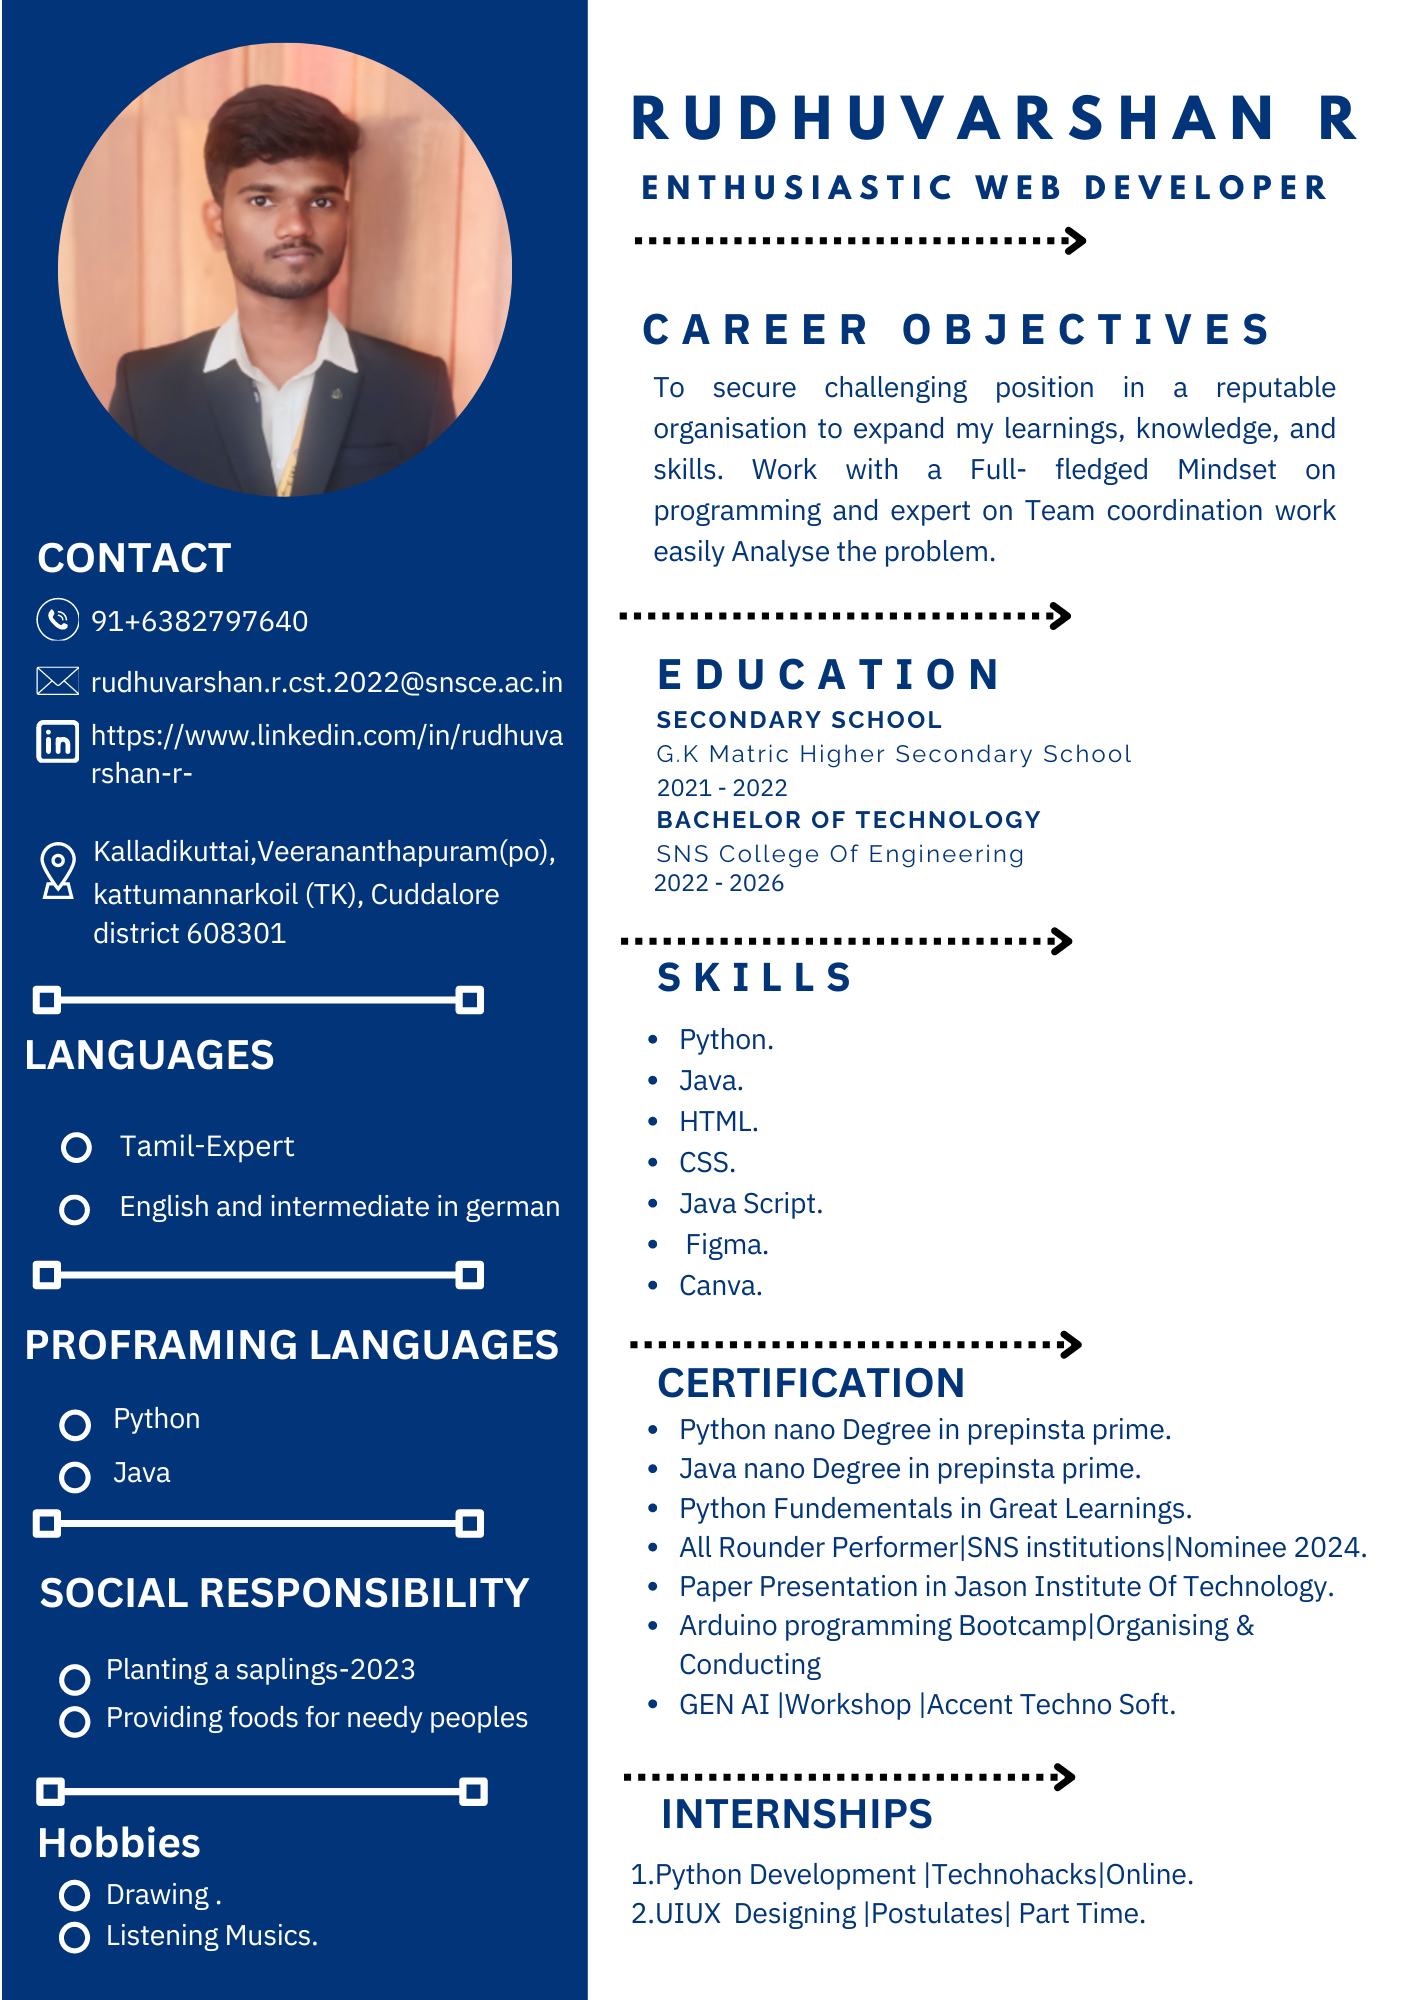 RUDHUVARSHAN R
ENTHUSIASTIC WEB DEVELOPER
CONTACT
91+6382797640
rudhuvarshan.r.cst.2022@snsce.ac.in
https://www.linkedin.com/in/rudhuva
rshan-r-
Kalladikuttai,Veerananthapuram(po),
kattumannarkoil (TK), Cuddalore
district 608301
LANGUAGES
Tamil-Expert
English and intermediate in german
PROFRAMING LANGUAGES
Python
Java
SOCIAL RESPONSIBILITY
Planting a saplings-2023
Providing foods for needy peoples
Hobbies
Drawing .
Listening Musics.
CAREER OBJECTIVES
To secure challenging position in a reputable
organisation to expand my learnings, knowledge, and
skills. Work with a Full- fledged Mindset on
programming and expert on Team coordination work
easily Analyse the problem.
EDUCATION
SECONDARY SCHOOL
G.K Matric Higher Secondary School
2021 - 2022
BACHELOR OF TECHNOLOGY
SNS College Of Engineering
2022 - 2026
SKILLS
• Python.
• Java.
• HTML.
• CSS.
• Java Script.
• Figma.
• Canva.
CERTIFICATION
• Python nano Degree in prepinsta prime.
• Java nano Degree in prepinsta prime.
• Python Fundementals in Great Learnings.
• All Rounder Performer|SNS institutions|Nominee 2024.
• Paper Presentation in Jason Institute Of Technology.
• Arduino programming Bootcamp|Organising &
Conducting
• GEN AI |Workshop |Accent Techno Soft.
INTERNSHIPS
1.Python Development |Technohacks|Online.
2.UIUX Designing |Postulates| Part Time.